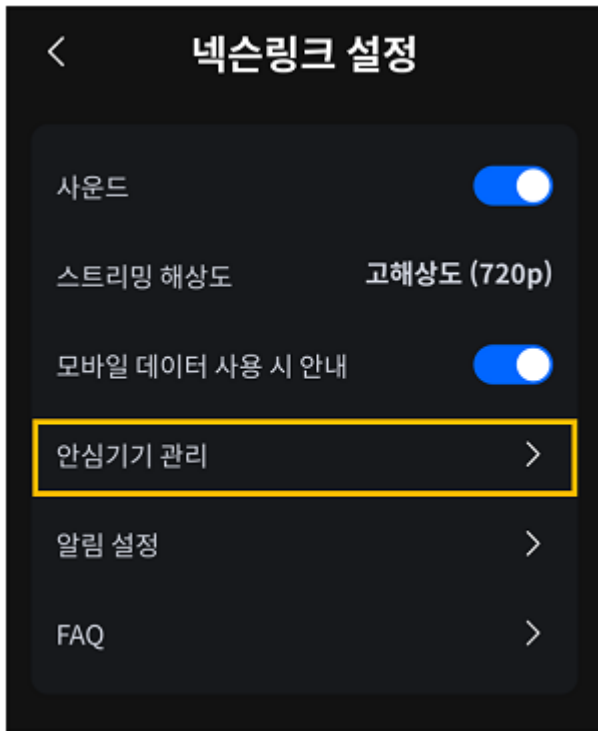 넥슨링크 설정
사운드
스트리밍 해상도 고해상도 (720p)
모바일 데이터 사용 시 안내
안심기기 관리
알림 설정
FAQ